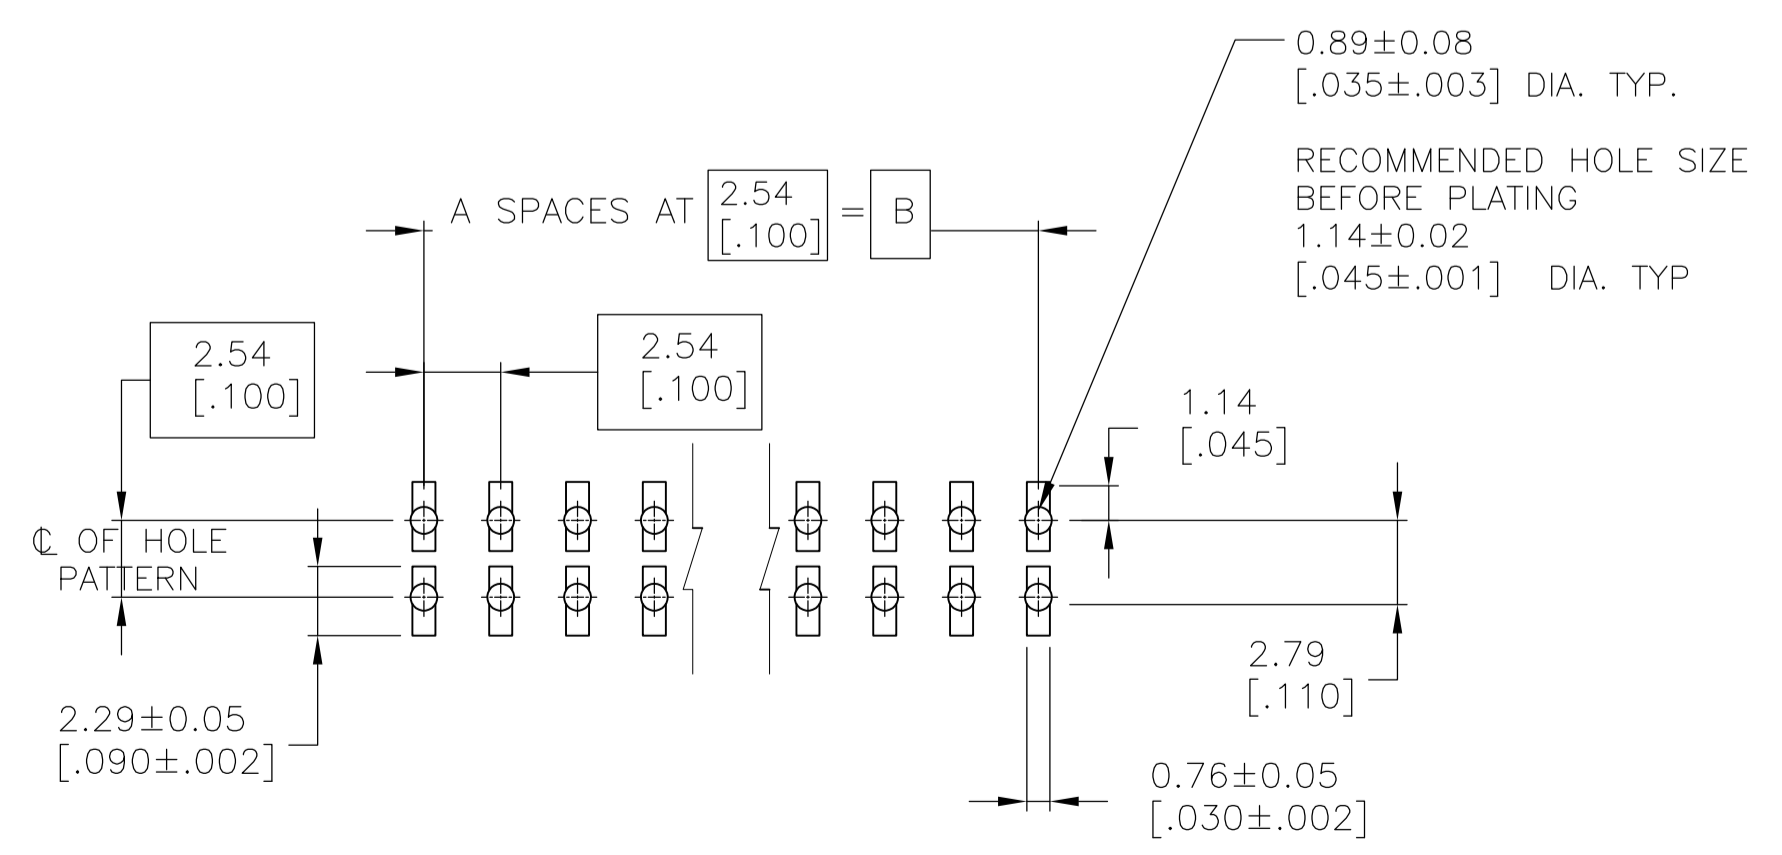 0.89±0.08
[.035±.003] DIA. TYP.
RECOMMENDED HOLE SIZE
BEFORE PLATING
1.14±0.02
[.045±.001] DIA. TYP
A SPACES AT 2.54 [.100] = B
2.54
[.100]
2.54
[.100]
1.14
[.045]
℄ OF HOLE
PATTERN
2.79
[.110]
2.29±0.05
[.090±.002]
0.76±0.05
[.030±.002]